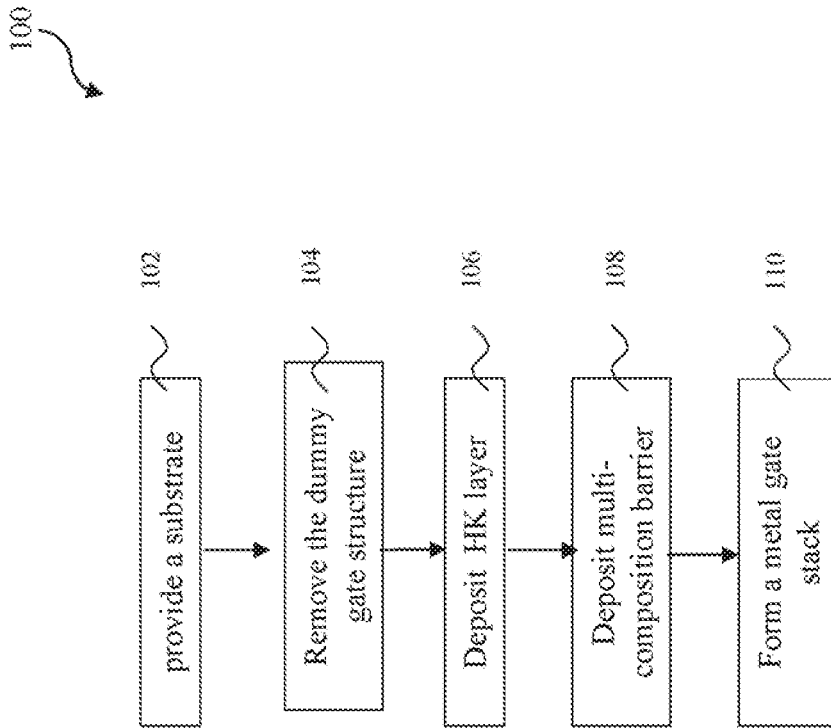 100
provide a substrate
102
Remove the dummy
gate structure
104
Deposit HK layer
106
Deposit multi-
composition barrier
108
Form a metal gate
stack
110